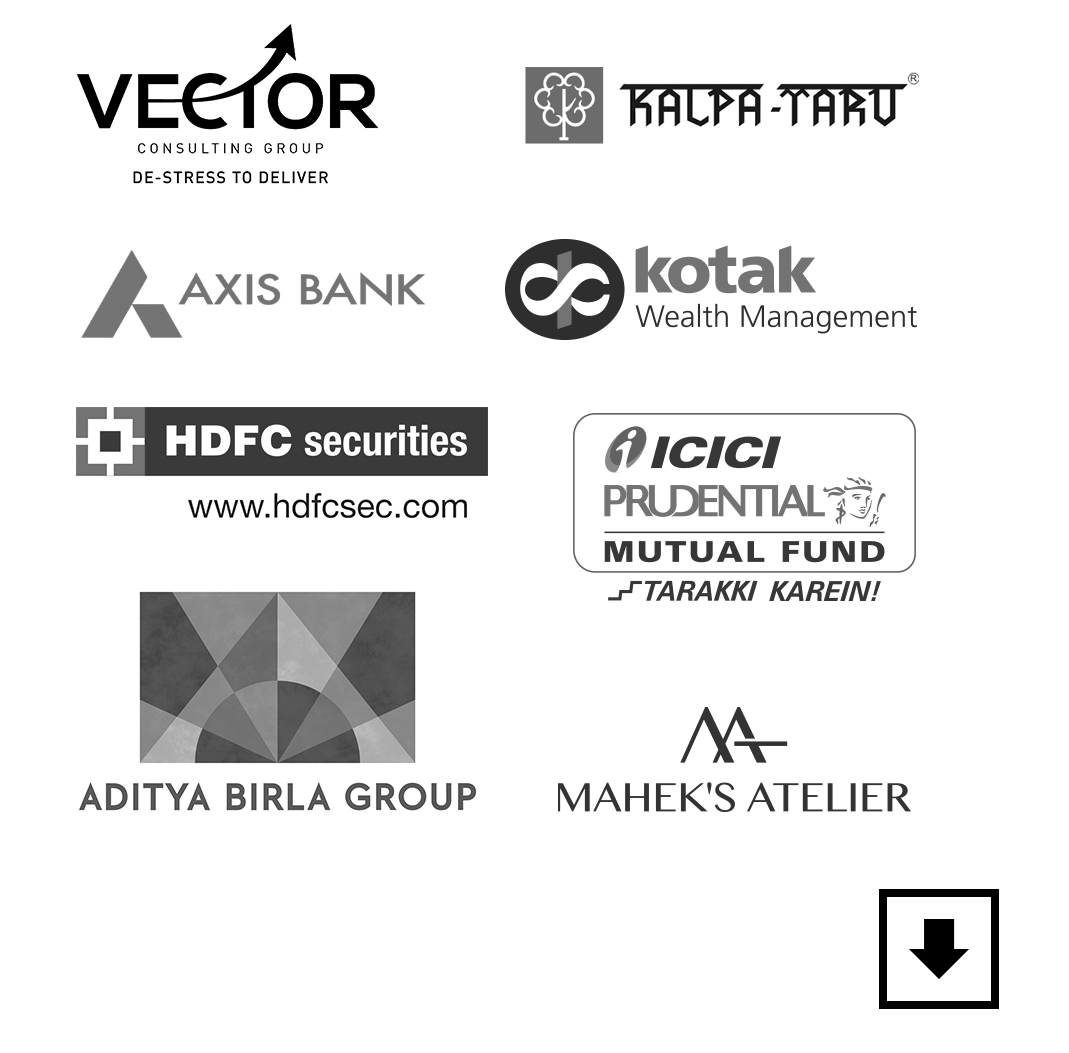 VECTOR
CONSULTING GROUP
DE-STRESS TO DELIVER
KALPA-TARU®
AXIS BANK
kotak
Wealth Management
HDFC securities
www.hdfcsec.com
ICICI
PRUDENTIAL
MUTUAL FUND
TARAKKI KAREIN!
ADITYA BIRLA GROUP
MAHEK'S ATELIER